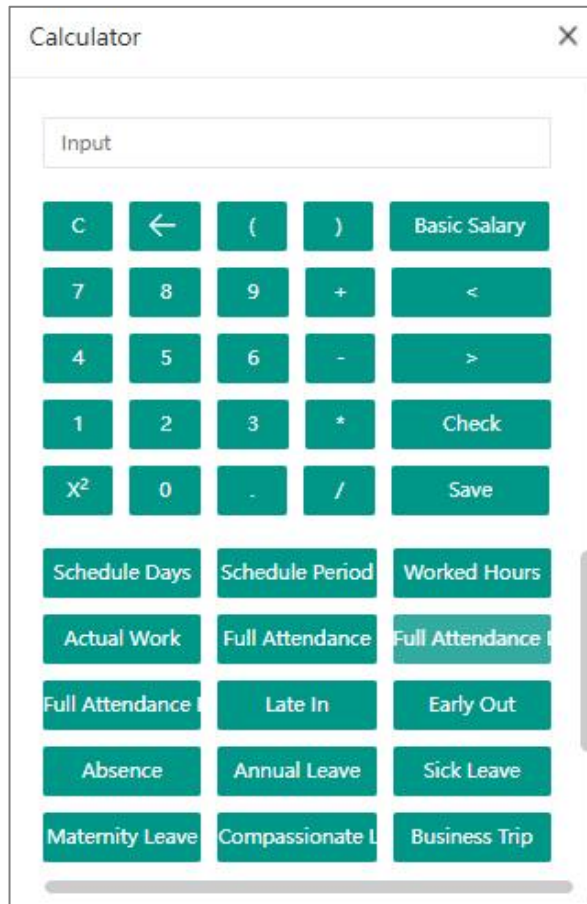 Calculator ×
Input
C ← ( ) Basic Salary
7 8 9 + <
4 5 6 - >
1 2 3 * Check
X² 0 . / Save
Schedule Days Schedule Period Worked Hours
Actual Work Full Attendance Full Attendance
Full Attendance Late In Early Out
Absence Annual Leave Sick Leave
Maternity Leave Compassionate L Business Trip